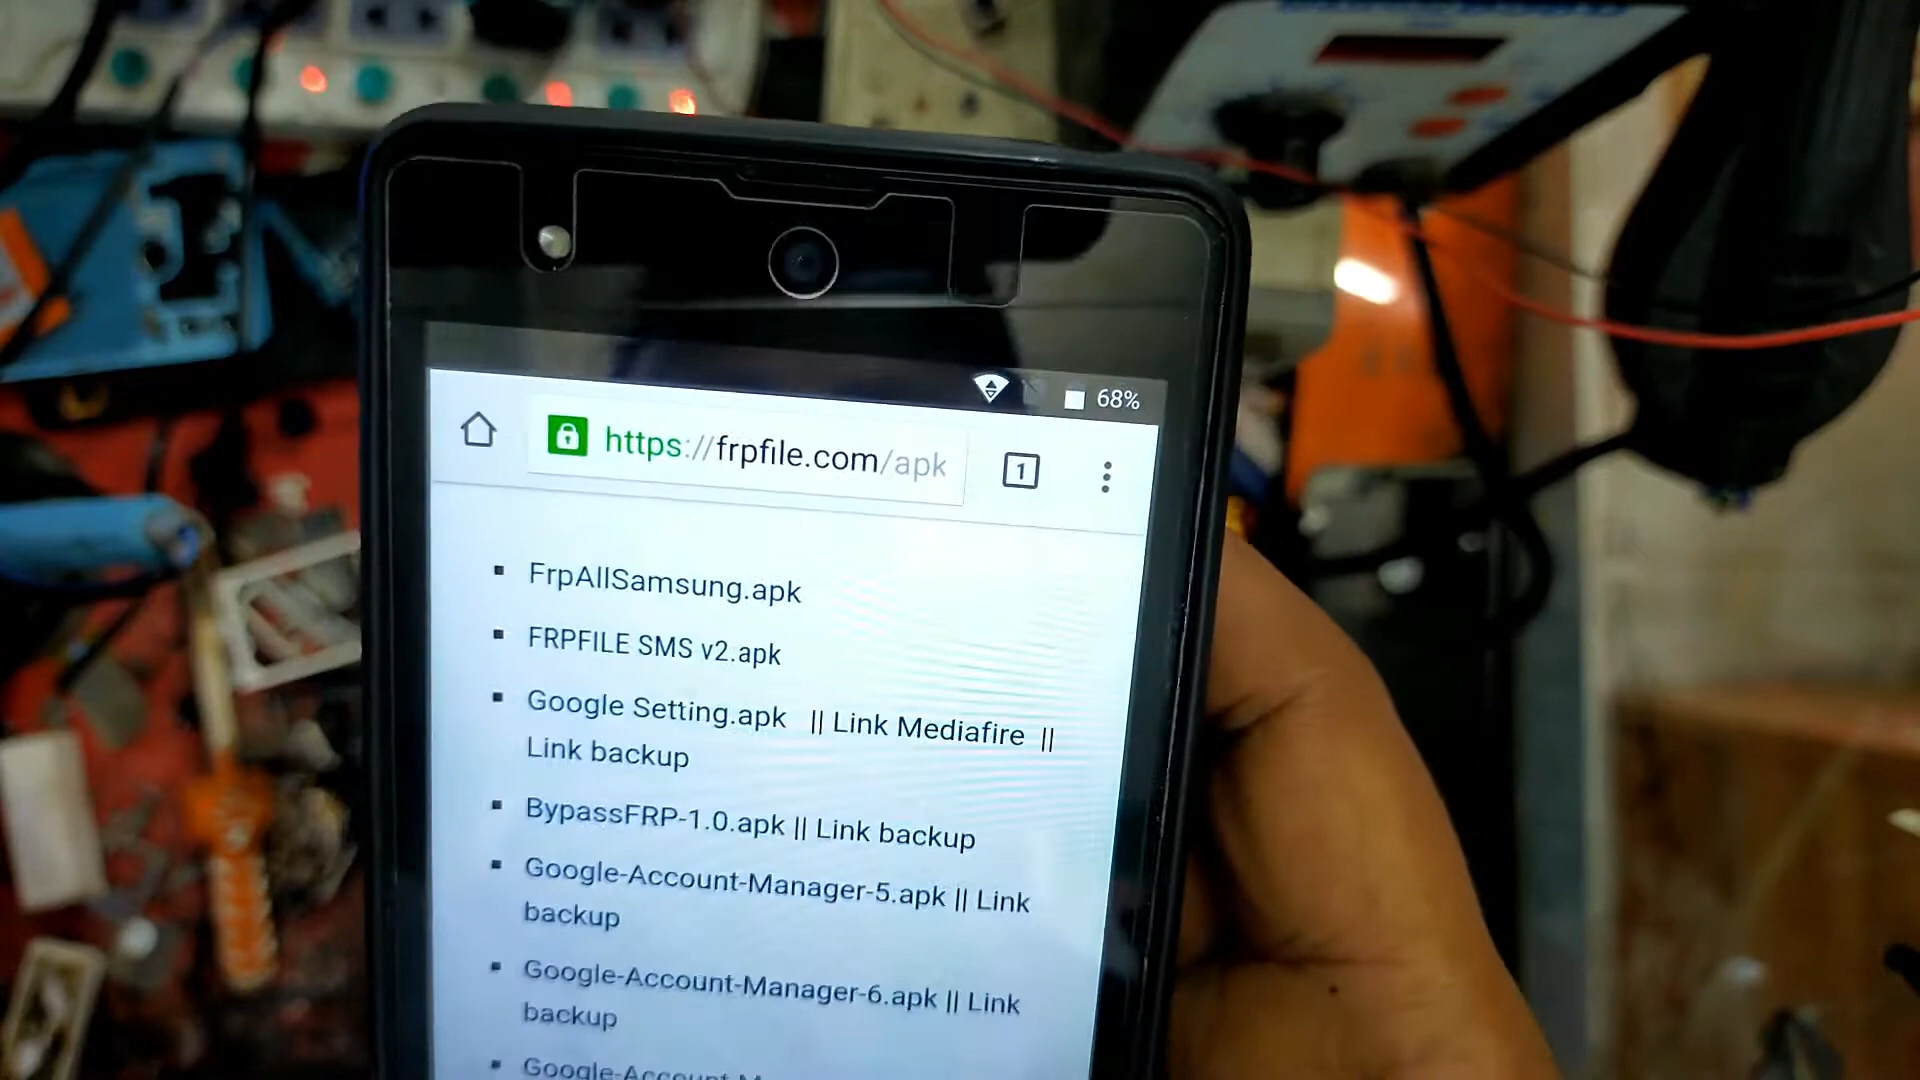 68%
https://frpfile.com/apk
1
▪ FrpAllSamsung.apk
▪ FRPFILE SMS v2.apk
▪ Google Setting.apk || Link Mediafire ||
Link backup
▪ BypassFRP-1.0.apk || Link backup
▪ Google-Account-Manager-5.apk || Link
backup
▪ Google-Account-Manager-6.apk || Link
backup
▪ Google-Account